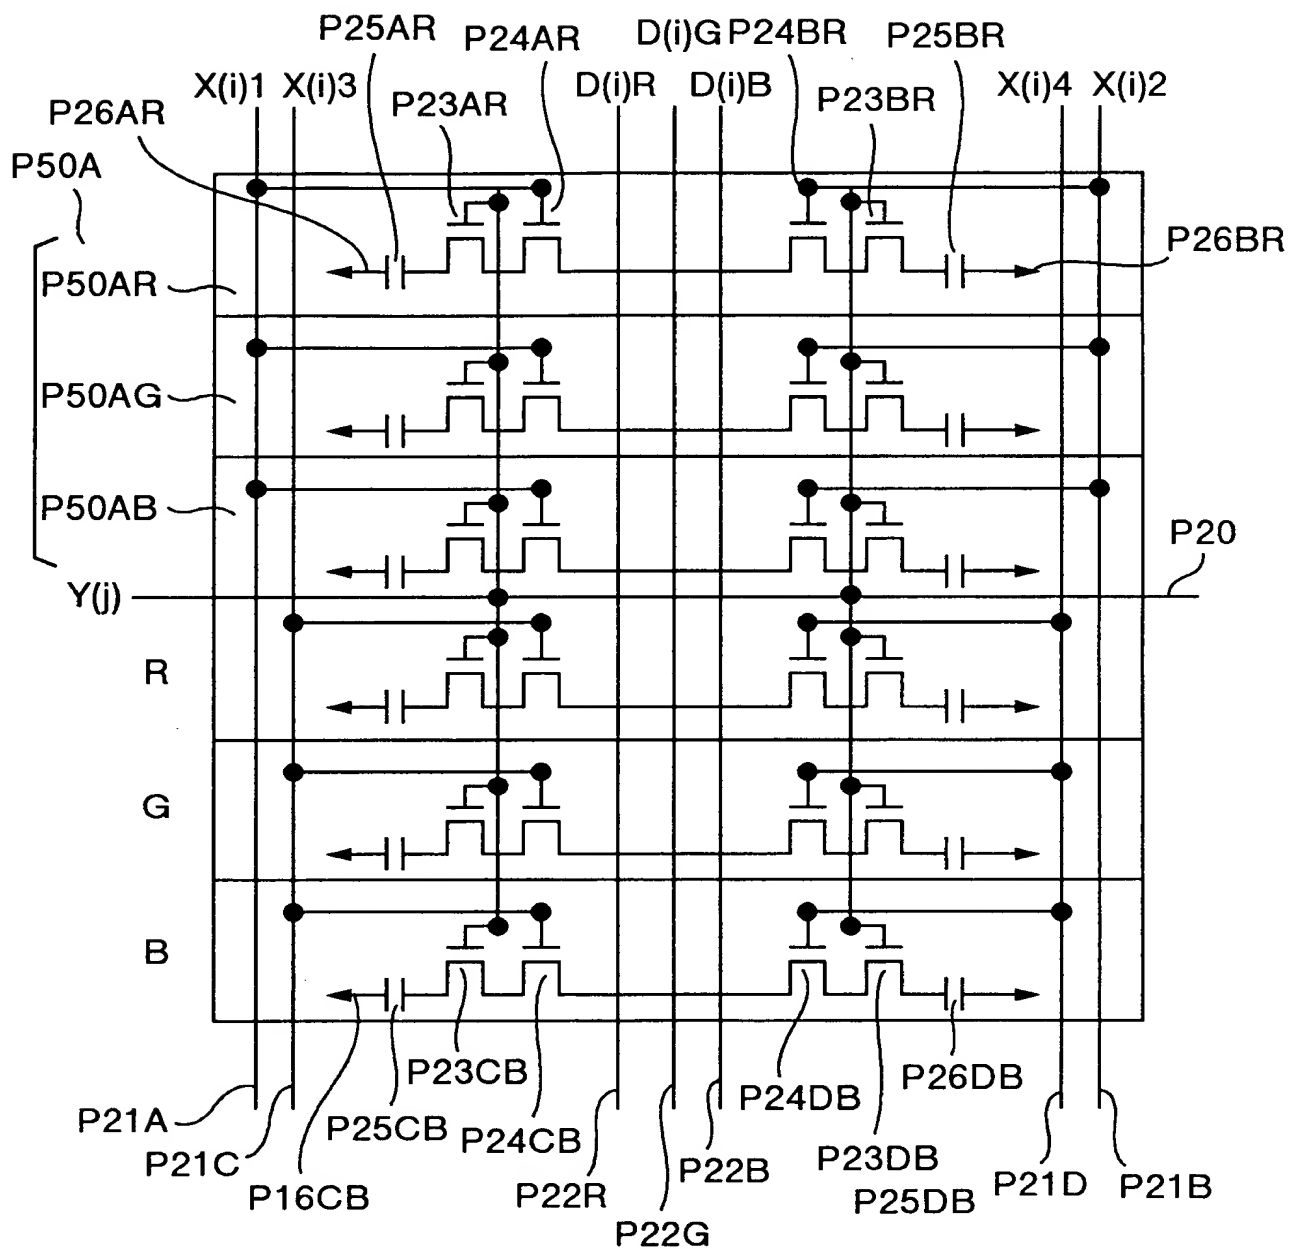 P25AR
P24AR
D(i)G
P24BR
P25BR
X(i)1
X(i)3
D(i)R
D(i)B
X(i)4
X(i)2
P26AR
P23AR
P23BR
P50A
P26BR
P50AR
P50AG
P50AB
P20
Y(j)
R
G
B
P23CB
P26DB
P24DB
P21A
P25CB
P24CB
P21C
P22B
P23DB
P16CB
P22R
P25DB
P21D
P21B
P22G